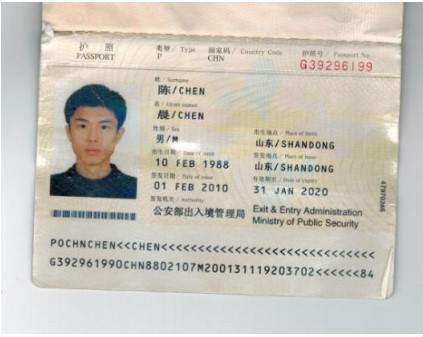 护 照
PASSPORT
类型 / Type
P
国家码 / Country Code
CHN
护照号 / Passport No.
G39296199
姓 / Surname
陈/CHEN
名 / Given names
晨/CHEN
性别 / Sex
男/M
出生地点 / Place of birth
山东/SHANDONG
出生日期 / Date of birth
10 FEB 1988
签发地点 / Place of issue
山东/SHANDONG
签发日期 / Date of issue
01 FEB 2010
有效期至 / Date of expiry
31 JAN 2020
签发机关 / Authority
公安部出入境管理局
Exit & Entry Administration
Ministry of Public Security
POCHNCHEN<<CHEN<<<<<<<<<<<<<<<<<<<<<<<<<<<<<
G392961990CHN8802107M200131119203702<<<<<<84